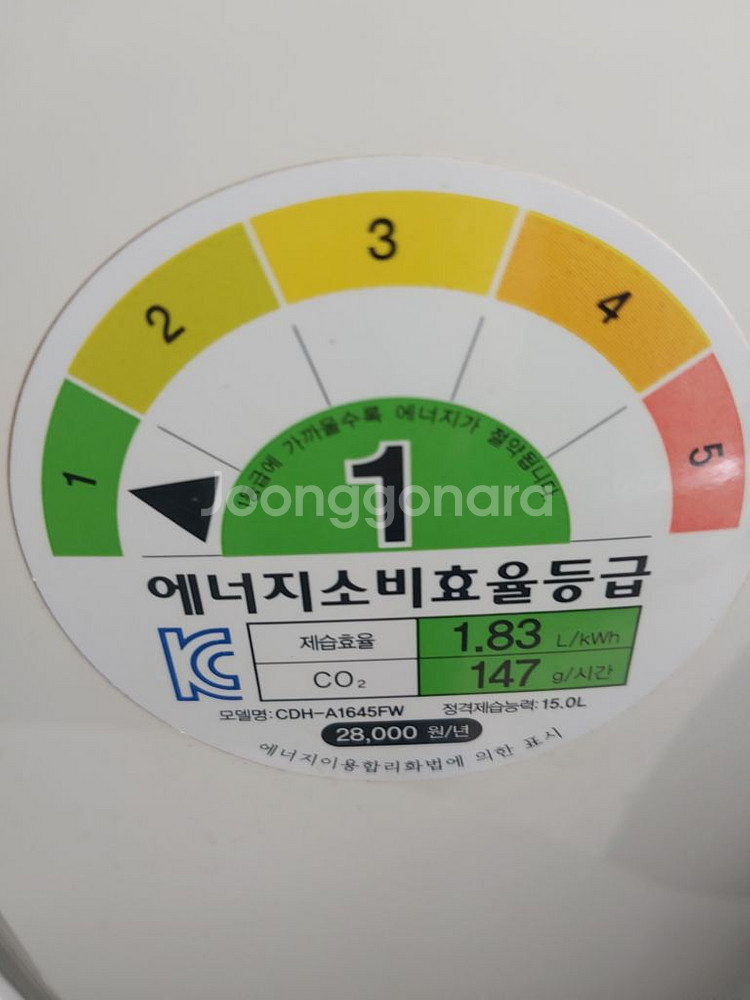 1
2
3
4
5
등급에 가까울수록 에너지가 절약됩니다
1
Joonggonara
에너지소비효율등급
제습효율 1.83 L/kWh
CO₂ 147 g/시간
모델명:CDH-A1645FW 정격제습능력:15.0L
28,000 원/년
에너지이용합리화법에 의한 표시